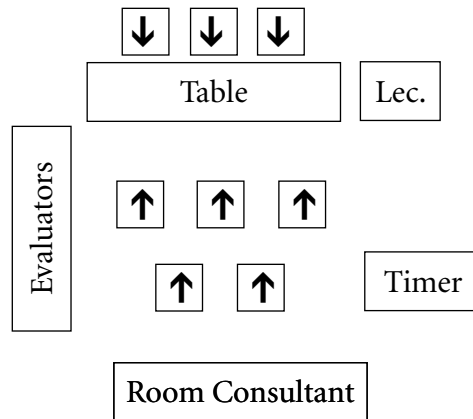 Table
Lec.
Evaluators
Timer
Room Consultant